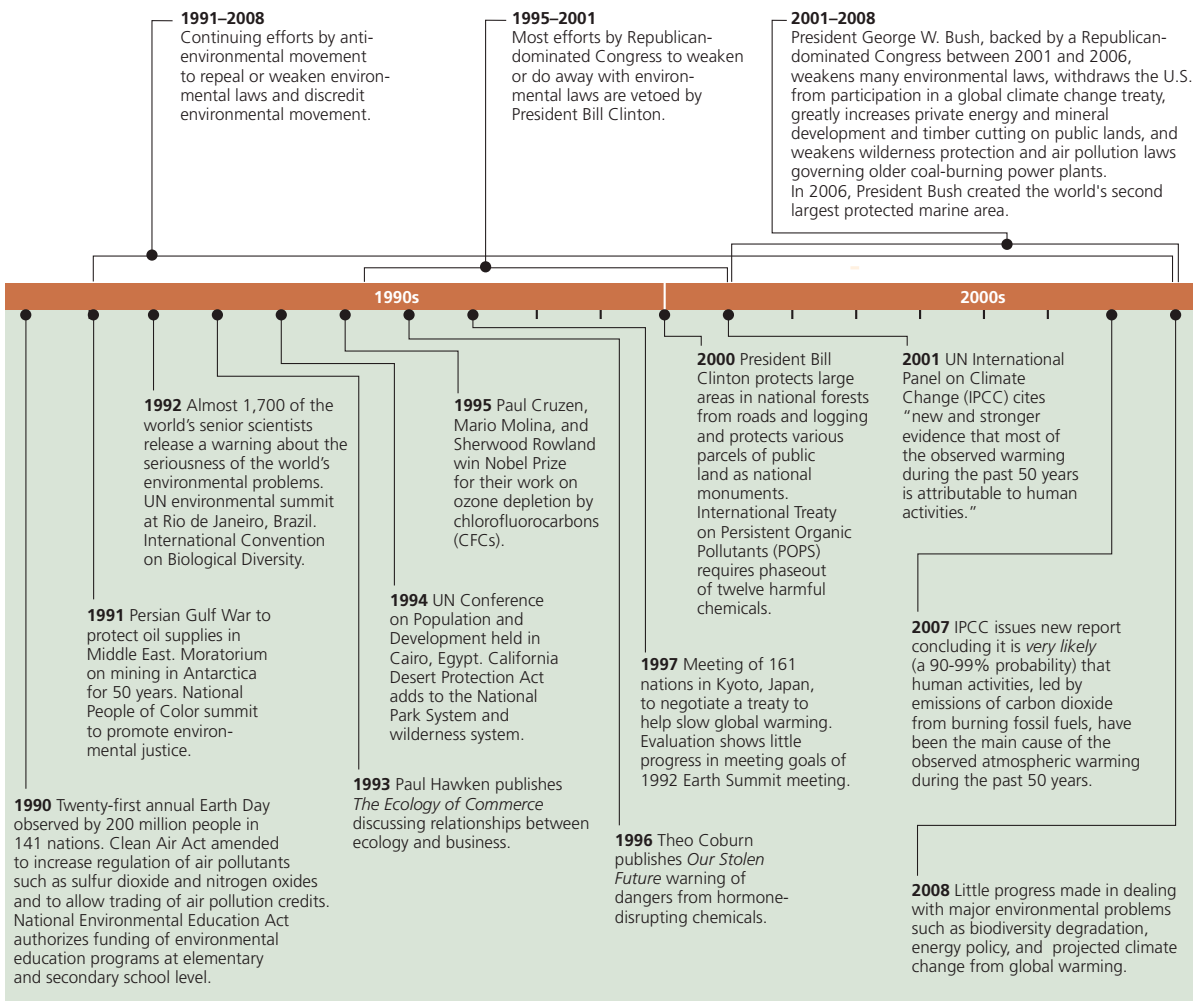 1991–2008
Continuing efforts by anti-
environmental movement
to repeal or weaken environ-
mental laws and discredit
environmental movement.
1995–2001
Most efforts by Republican-
dominated Congress to weaken
or do away with environ-
mental laws are vetoed by
President Bill Clinton.
2001–2008
President George W. Bush, backed by a Republican-
dominated Congress between 2001 and 2006,
weakens many environmental laws, withdraws the U.S.
from participation in a global climate change treaty,
greatly increases private energy and mineral
development and timber cutting on public lands, and
weakens wilderness protection and air pollution laws
governing older coal-burning power plants.
In 2006, President Bush created the world's second
largest protected marine area.
1990s
2000s
1992 Almost 1,700 of the
world's senior scientists
release a warning about the
seriousness of the world's
environmental problems.
UN environmental summit
at Rio de Janeiro, Brazil.
International Convention
on Biological Diversity.
1995 Paul Cruzen,
Mario Molina, and
Sherwood Rowland
win Nobel Prize
for their work on
ozone depletion by
chlorofluorocarbons
(CFCs).
2000 President Bill
Clinton protects large
areas in national forests
from roads and logging
and protects various
parcels of public
land as national
monuments.
International Treaty
on Persistent Organic
Pollutants (POPS)
requires phaseout
of twelve harmful
chemicals.
2001 UN International
Panel on Climate
Change (IPCC) cites
“new and stronger
evidence that most of
the observed warming
during the past 50 years
is attributable to human
activities.”
1991 Persian Gulf War to
protect oil supplies in
Middle East. Moratorium
on mining in Antarctica
for 50 years. National
People of Color summit
to promote environ-
mental justice.
1994 UN Conference
on Population and
Development held in
Cairo, Egypt. California
Desert Protection Act
adds to the National
Park System and
wilderness system.
1997 Meeting of 161
nations in Kyoto, Japan,
to negotiate a treaty to
help slow global warming.
Evaluation shows little
progress in meeting goals of
1992 Earth Summit meeting.
2007 IPCC issues new report
concluding it is very likely
(a 90-99% probability) that
human activities, led by
emissions of carbon dioxide
from burning fossil fuels, have
been the main cause of the
observed atmospheric warming
during the past 50 years.
1990 Twenty-first annual Earth Day
observed by 200 million people in
141 nations. Clean Air Act amended
to increase regulation of air pollutants
such as sulfur dioxide and nitrogen oxides
and to allow trading of air pollution credits.
National Environmental Education Act
authorizes funding of environmental
education programs at elementary
and secondary school level.
1993 Paul Hawken publishes
The Ecology of Commerce
discussing relationships between
ecology and business.
1996 Theo Coburn
publishes Our Stolen
Future warning of
dangers from hormone-
disrupting chemicals.
2008 Little progress made in dealing
with major environmental problems
such as biodiversity degradation,
energy policy, and projected climate
change from global warming.